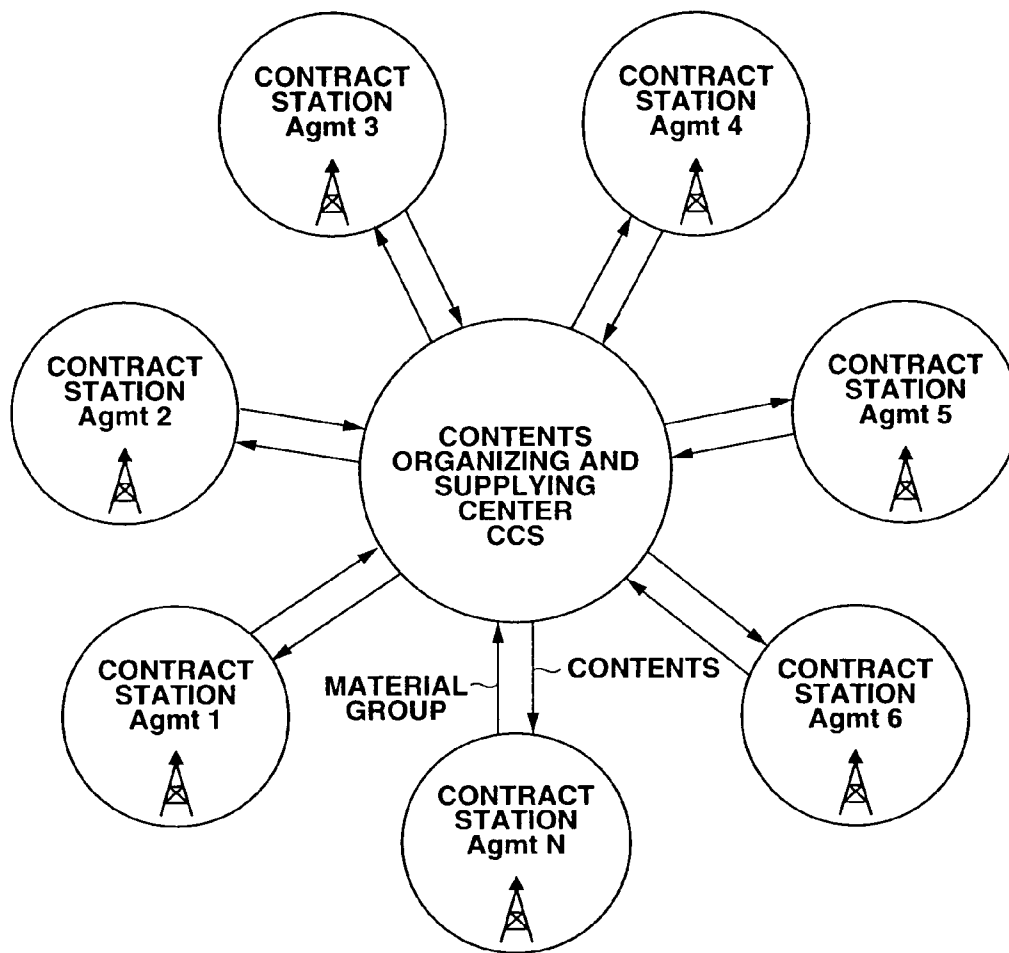 CONTRACT
STATION
Agmt 3
CONTRACT
STATION
Agmt 4
CONTRACT
STATION
Agmt 2
CONTRACT
STATION
Agmt 5
CONTENTS
ORGANIZING AND
SUPPLYING
CENTER
CCS
CONTRACT
STATION
Agmt 1
MATERIAL
GROUP
CONTENTS
CONTRACT
STATION
Agmt 6
CONTRACT
STATION
Agmt N